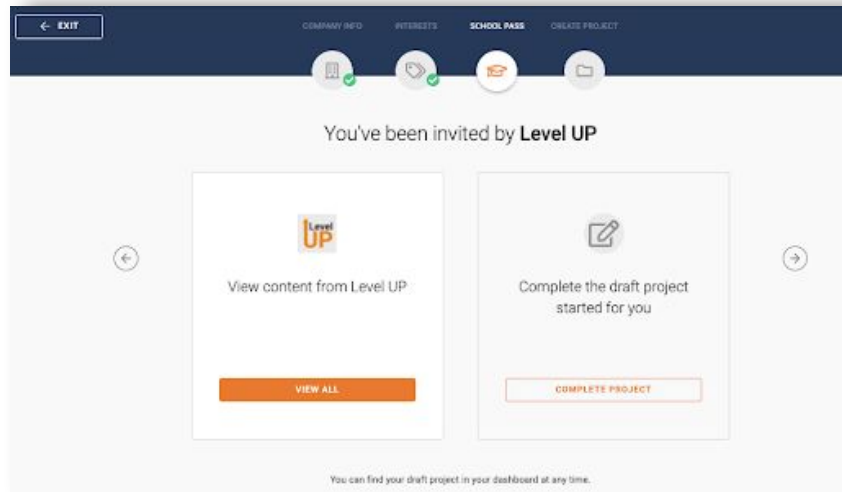 ← EXIT
COMPANY INFO INTERESTS SCHOOL PASS CREATE PROJECT
You've been invited by Level UP
Level
UP
View content from Level UP
Complete the draft project
started for you
VIEW ALL
COMPLETE PROJECT
You can find your draft project in your dashboard at any time.